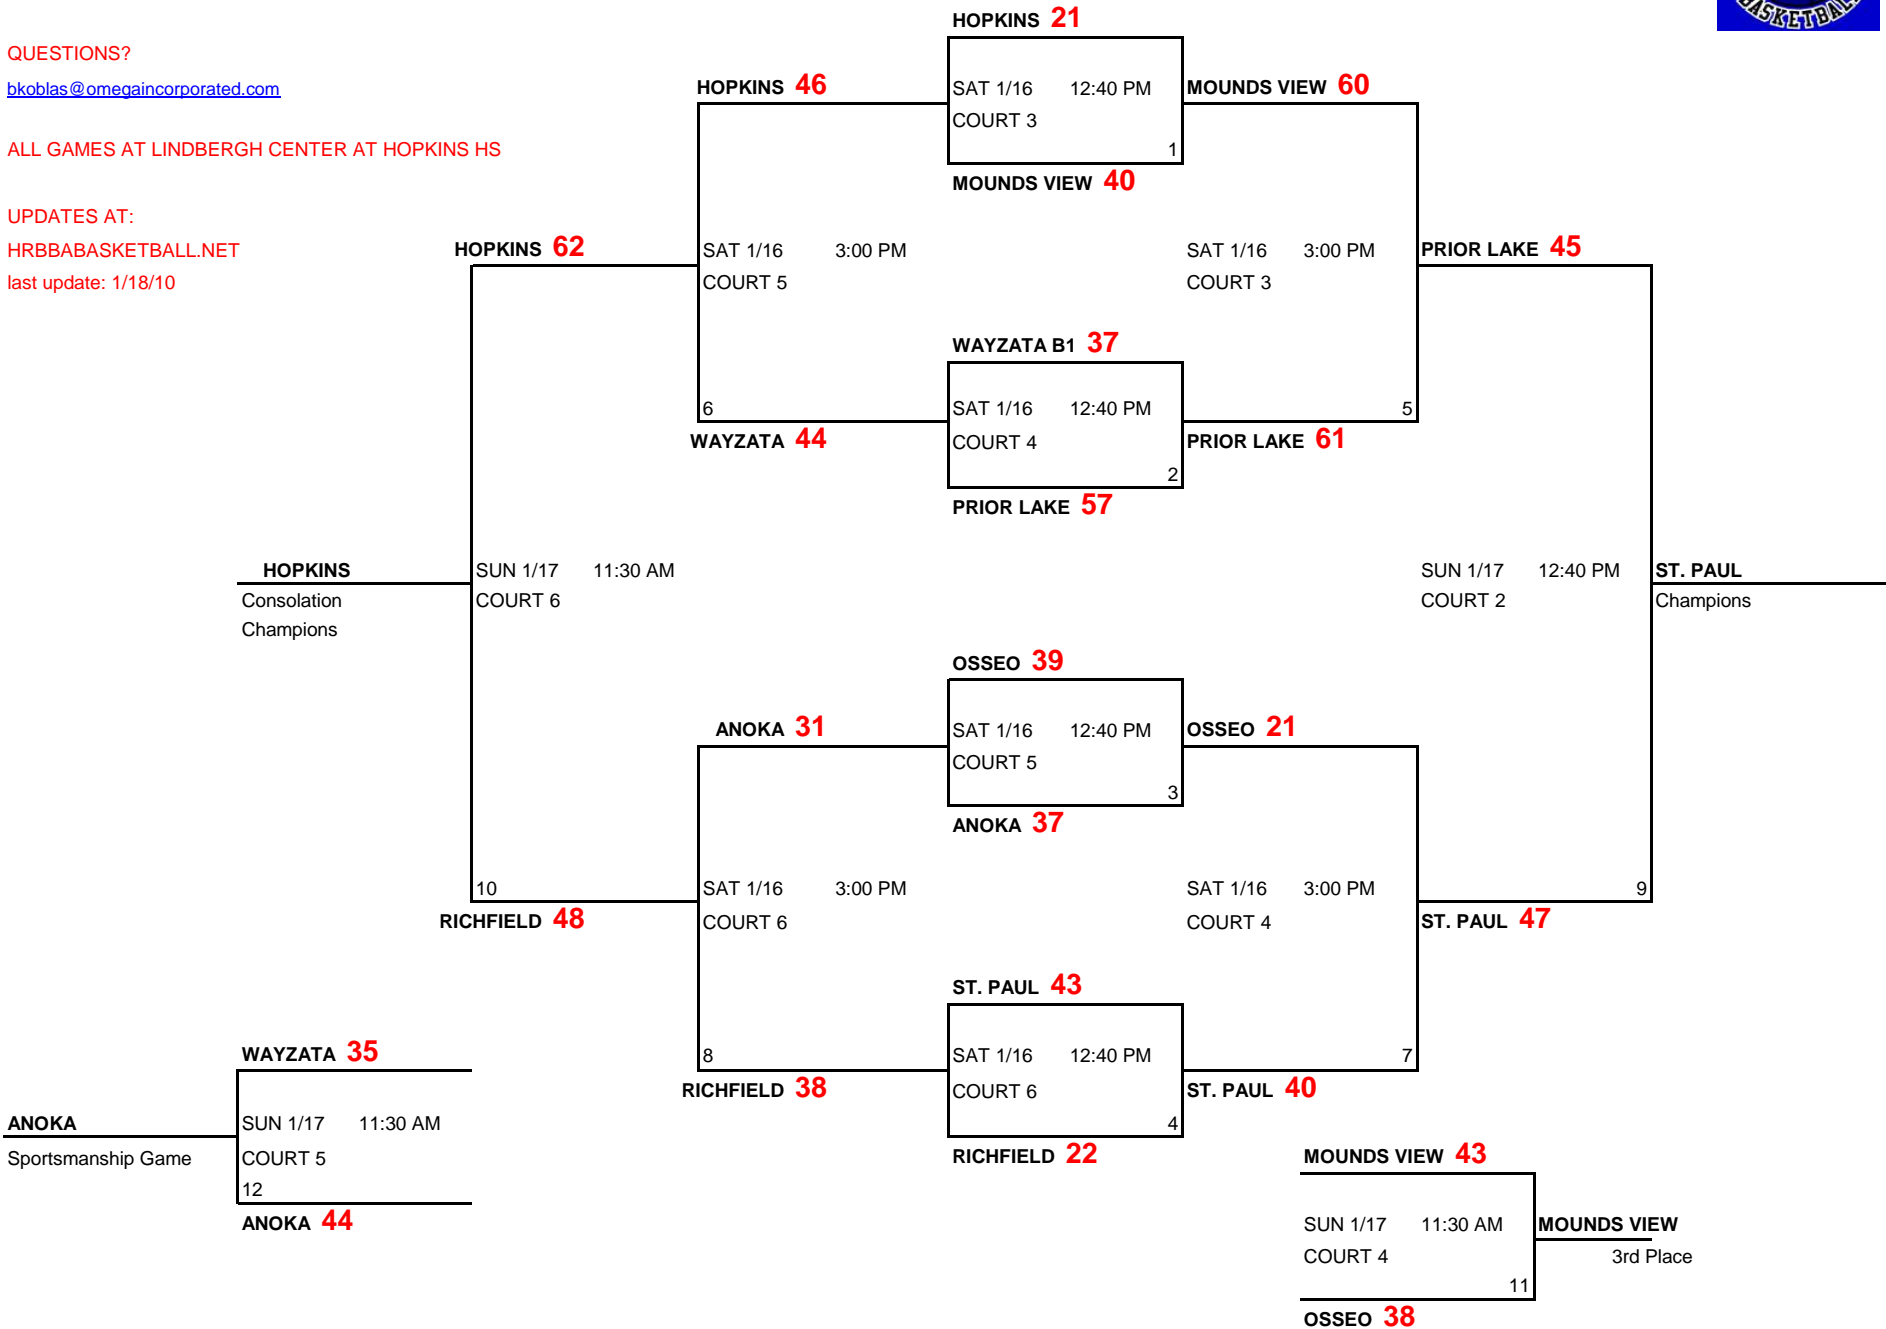 BASKETBALL
QUESTIONS?
bkoblas@omegaincorporated.com
ALL GAMES AT LINDBERGH CENTER AT HOPKINS HS
UPDATES AT:
HRBBABASKETBALL.NET
last update: 1/18/10
HOPKINS 21
SAT 1/16 12:40 PM
COURT 3
1
MOUNDS VIEW 40
HOPKINS 46
MOUNDS VIEW 60
HOPKINS 62
SAT 1/16 3:00 PM
COURT 5
6
SAT 1/16 3:00 PM
COURT 3
5
PRIOR LAKE 45
WAYZATA B1 37
SAT 1/16 12:40 PM
COURT 4
2
PRIOR LAKE 57
WAYZATA 44
PRIOR LAKE 61
HOPKINS
Consolation
Champions
SUN 1/17 11:30 AM
COURT 6
10
SUN 1/17 12:40 PM
COURT 2
9
ST. PAUL
Champions
OSSEO 39
SAT 1/16 12:40 PM
COURT 5
3
ANOKA 37
ANOKA 31
OSSEO 21
RICHFIELD 48
SAT 1/16 3:00 PM
COURT 6
8
SAT 1/16 3:00 PM
COURT 4
7
ST. PAUL 47
ST. PAUL 43
SAT 1/16 12:40 PM
COURT 6
4
RICHFIELD 22
RICHFIELD 38
ST. PAUL 40
WAYZATA 35
ANOKA
Sportsmanship Game
SUN 1/17 11:30 AM
COURT 5
12
ANOKA 44
MOUNDS VIEW 43
SUN 1/17 11:30 AM
COURT 4
11
MOUNDS VIEW
3rd Place
OSSEO 38